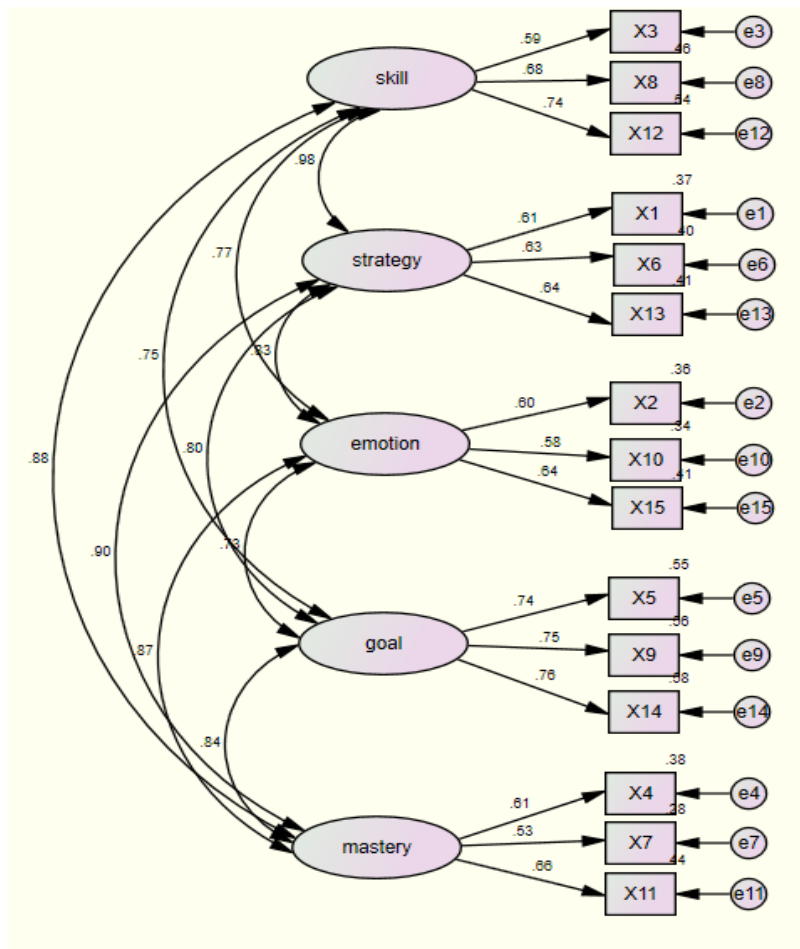 .59 X3 e3
.46
skill .68 X8 e8
.54
.74 X12 e12
.98
.37
.61 X1 e1
.40
.77 strategy .63 X6 e6
.41
.64 X13 e13
.83
.75
.36
.60 X2 e2
.34
.80 emotion .58 X10 e10
.41
.88 .64 X15 e15
.90 .73
.55
.74 X5 e5
.56
.87 goal .75 X9 e9
.58
.76 X14 e14
.84
.38
.61 X4 e4
.28
mastery .53 X7 e7
.44
.66 X11 e11